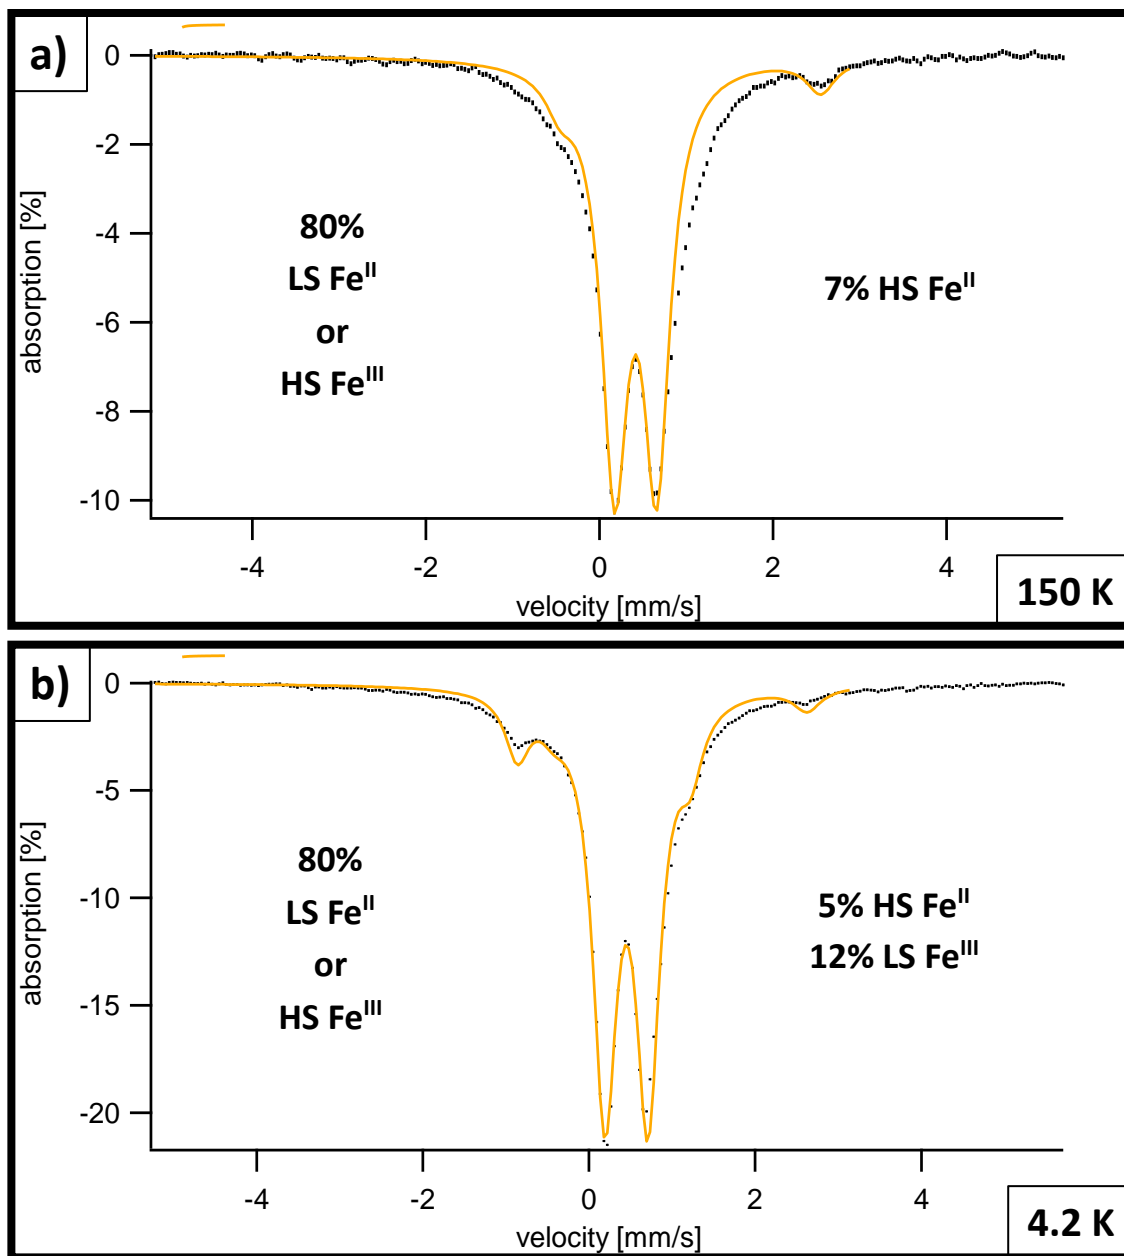 a)
0
-2
-4
-6
-8
-10
absorption [%]
80%
LS Fe^II
or
HS Fe^III
7% HS Fe^II
-4 -2 0 2 4
velocity [mm/s]
150 K
b)
0
-5
-10
-15
-20
absorption [%]
80%
LS Fe^II
or
HS Fe^III
5% HS Fe^II
12% LS Fe^III
-4 -2 0 2 4
velocity [mm/s]
4.2 K